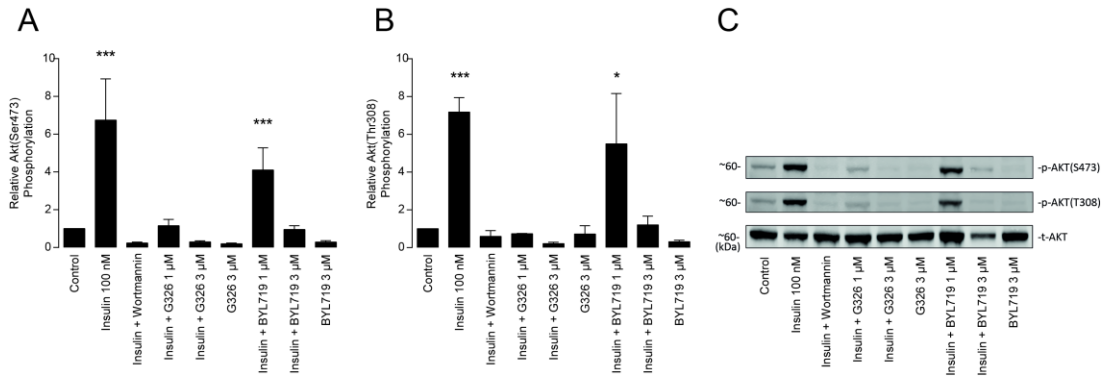 A
Relative Akt(Ser473)
Phosphorylation
10
8
6
4
2
0
***
***
Control
Insulin 100 nM
Insulin + Wortmannin
Insulin + G326 1 µM
Insulin + G326 3 µM
G326 3 µM
Insulin + BYL719 1 µM
Insulin + BYL719 3 µM
BYL719 3 µM
B
Relative Akt(Thr308)
Phosphorylation
10
8
6
4
2
0
***
*
Control
Insulin 100 nM
Insulin + Wortmannin
Insulin + G326 1 µM
Insulin + G326 3 µM
G326 3 µM
Insulin + BYL719 1 µM
Insulin + BYL719 3 µM
BYL719 3 µM
C
~60- -p-AKT(S473)
~60- -p-AKT(T308)
~60- -t-AKT
(kDa)
Control
Insulin 100 nM
Insulin + Wortmannin
Insulin + G326 1 µM
Insulin + G326 3 µM
G326 3 µM
Insulin + BYL719 1 µM
Insulin + BYL719 3 µM
BYL719 3 µM